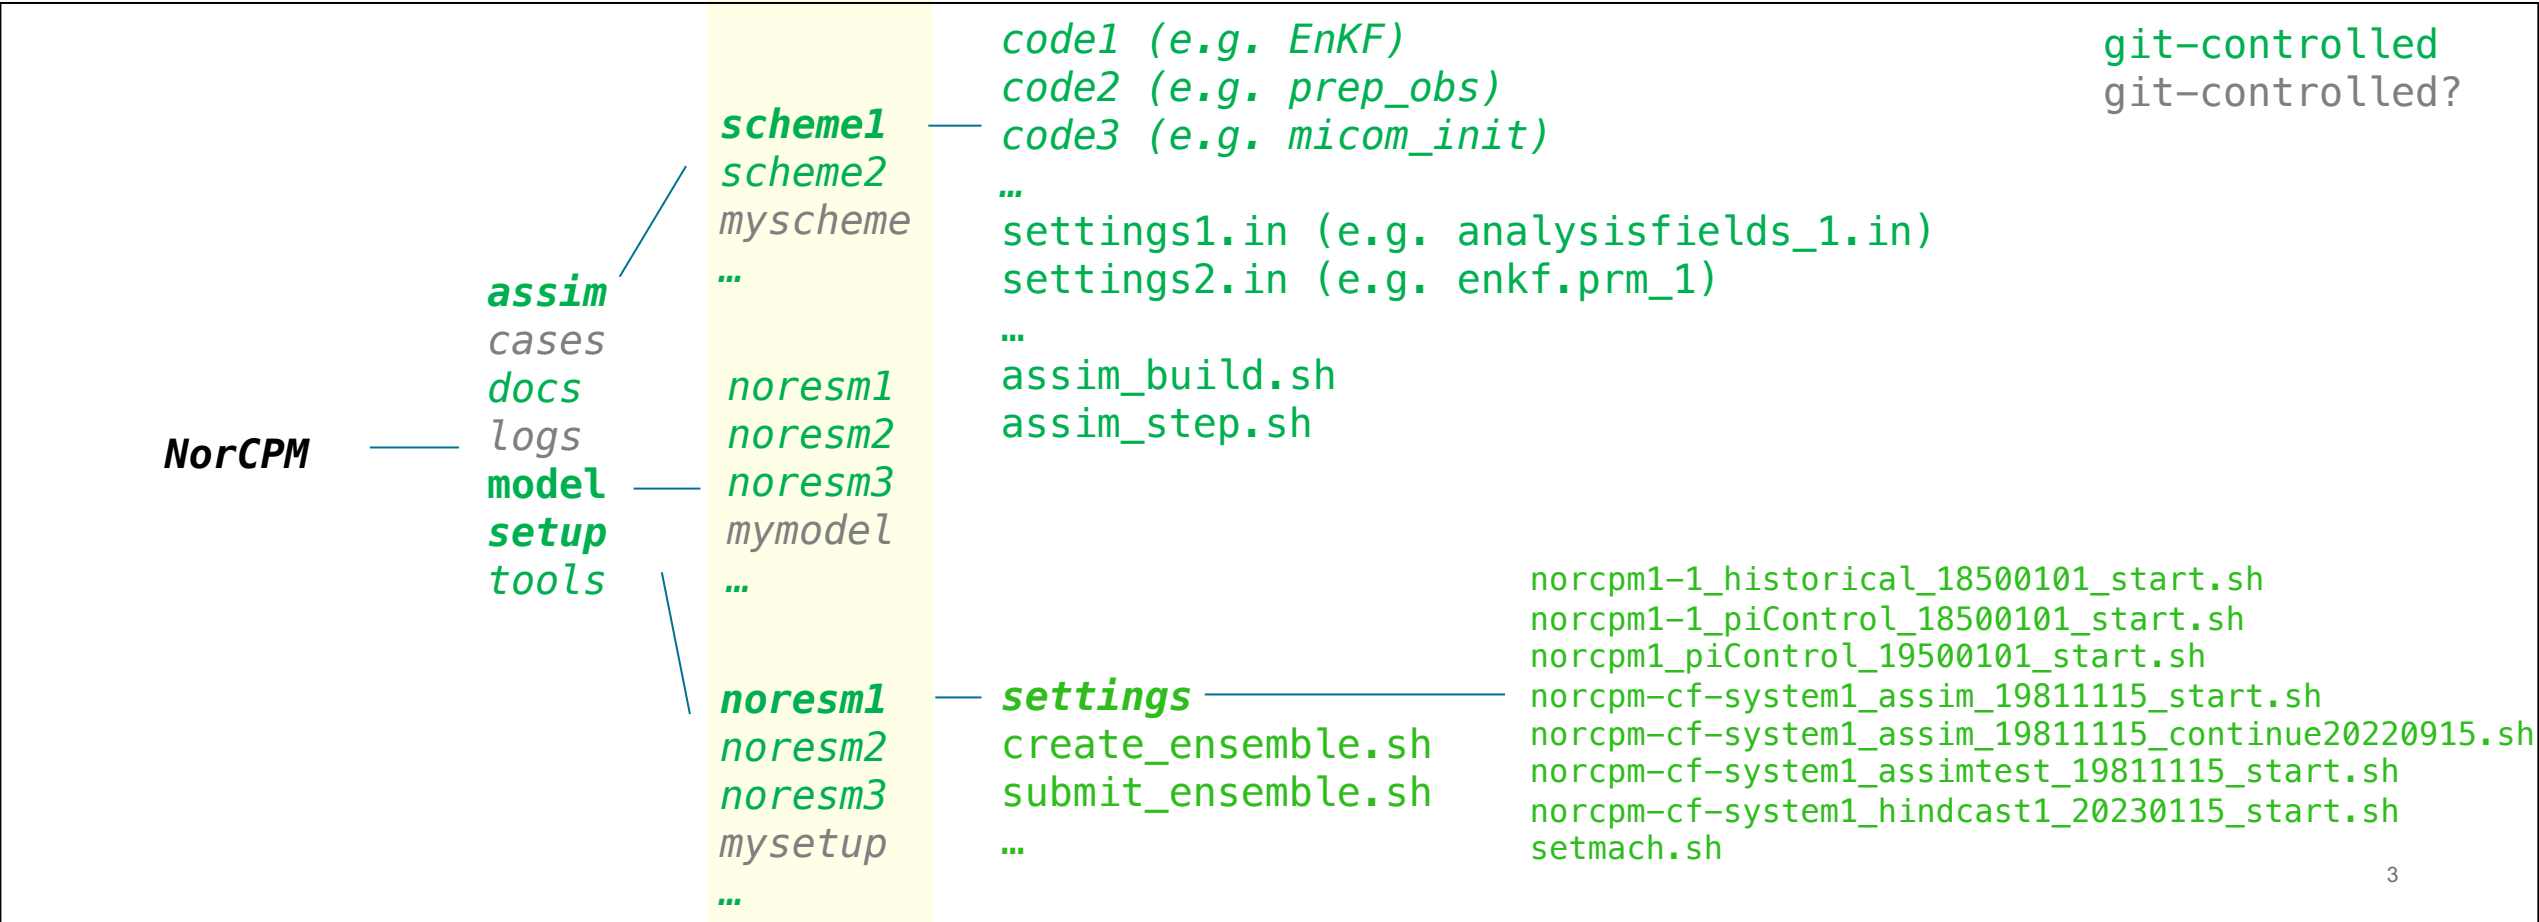 NorCPM
assim
cases
docs
logs
model
setup
tools
scheme1
scheme2
myscheme
…
noresm1
noresm2
noresm3
mymodel
…
noresm1
noresm2
noresm3
mysetup
…
code1 (e.g. EnKF)
code2 (e.g. prep_obs)
code3 (e.g. micom_init)
…
settings1.in (e.g. analysisfields_1.in)
settings2.in (e.g. enkf.prm_1)
…
assim_build.sh
assim_step.sh
settings
create_ensemble.sh
submit_ensemble.sh
…
norcpm1-1_historical_18500101_start.sh
norcpm1-1_piControl_18500101_start.sh
norcpm1_piControl_19500101_start.sh
norcpm-cf-system1_assim_19811115_start.sh
norcpm-cf-system1_assim_19811115_continue20220915.sh
norcpm-cf-system1_assimtest_19811115_start.sh
norcpm-cf-system1_hindcast1_20230115_start.sh
setmach.sh
git-controlled
git-controlled?
3